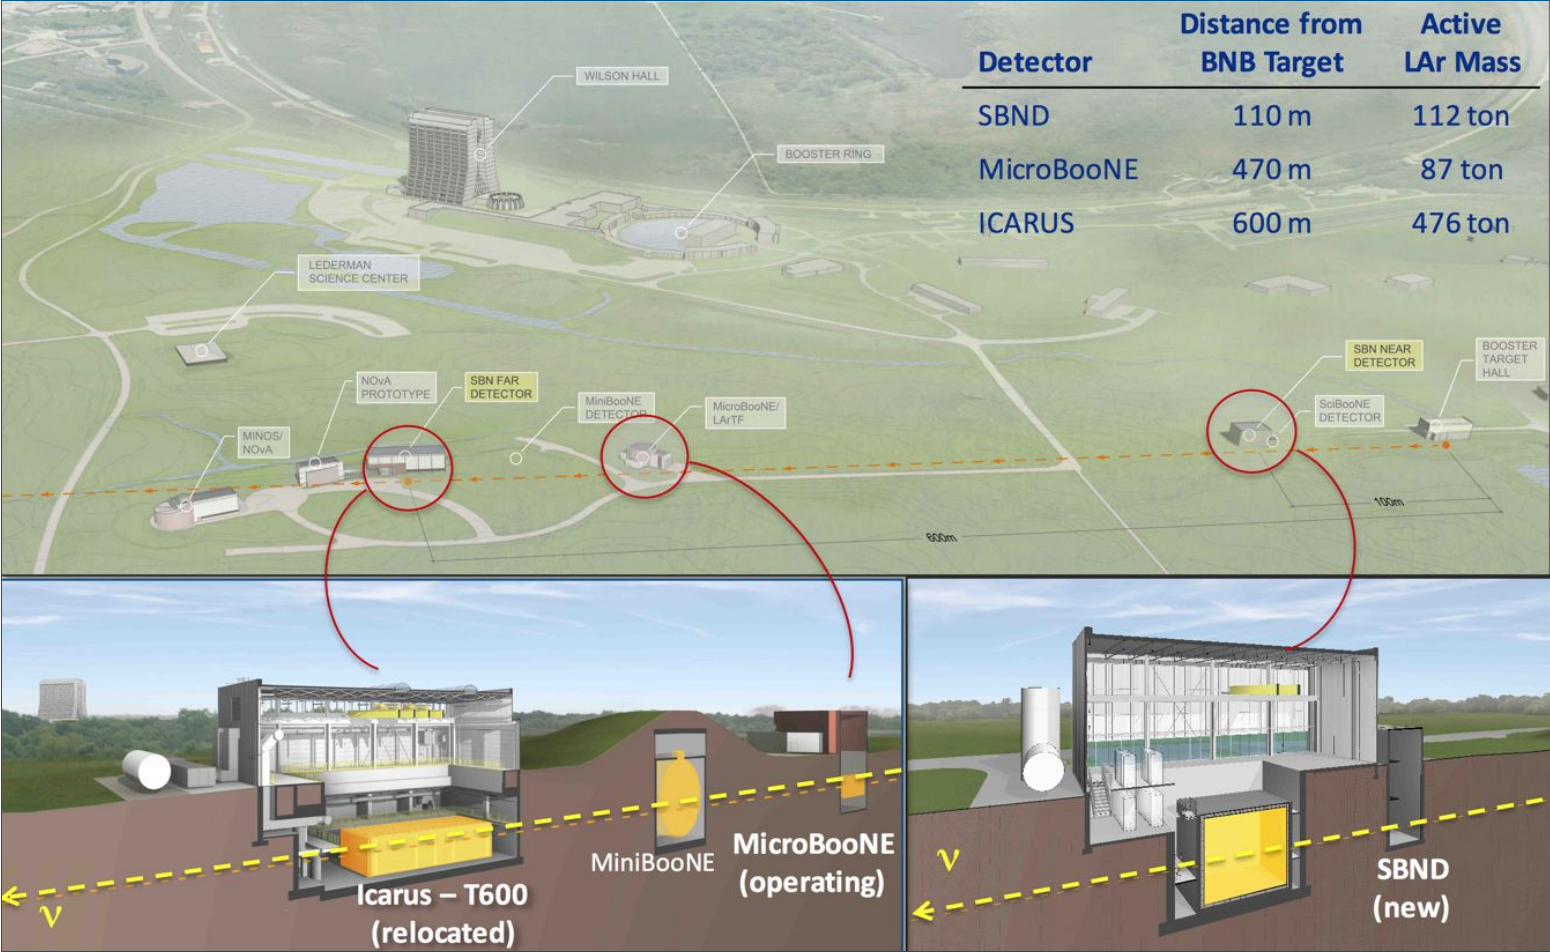 Distance from Active
Detector BNB Target LAr Mass
SBND 110 m 112 ton
MicroBooNE 470 m 87 ton
ICARUS 600 m 476 ton
WILSON HALL
BOOSTER RING
LEDERMAN
SCIENCE CENTER
NOvA
PROTOTYPE
SBN FAR
DETECTOR
MiniBooNE
DETECTOR
MicroBooNE/
LArTF
MINOS/
NOvA
SBN NEAR
DETECTOR
SciBooNE
DETECTOR
BOOSTER
TARGET
HALL
100m
600m
MiniBooNE
MicroBooNE
(operating)
Icarus – T600
(relocated)
ν
ν
SBND
(new)